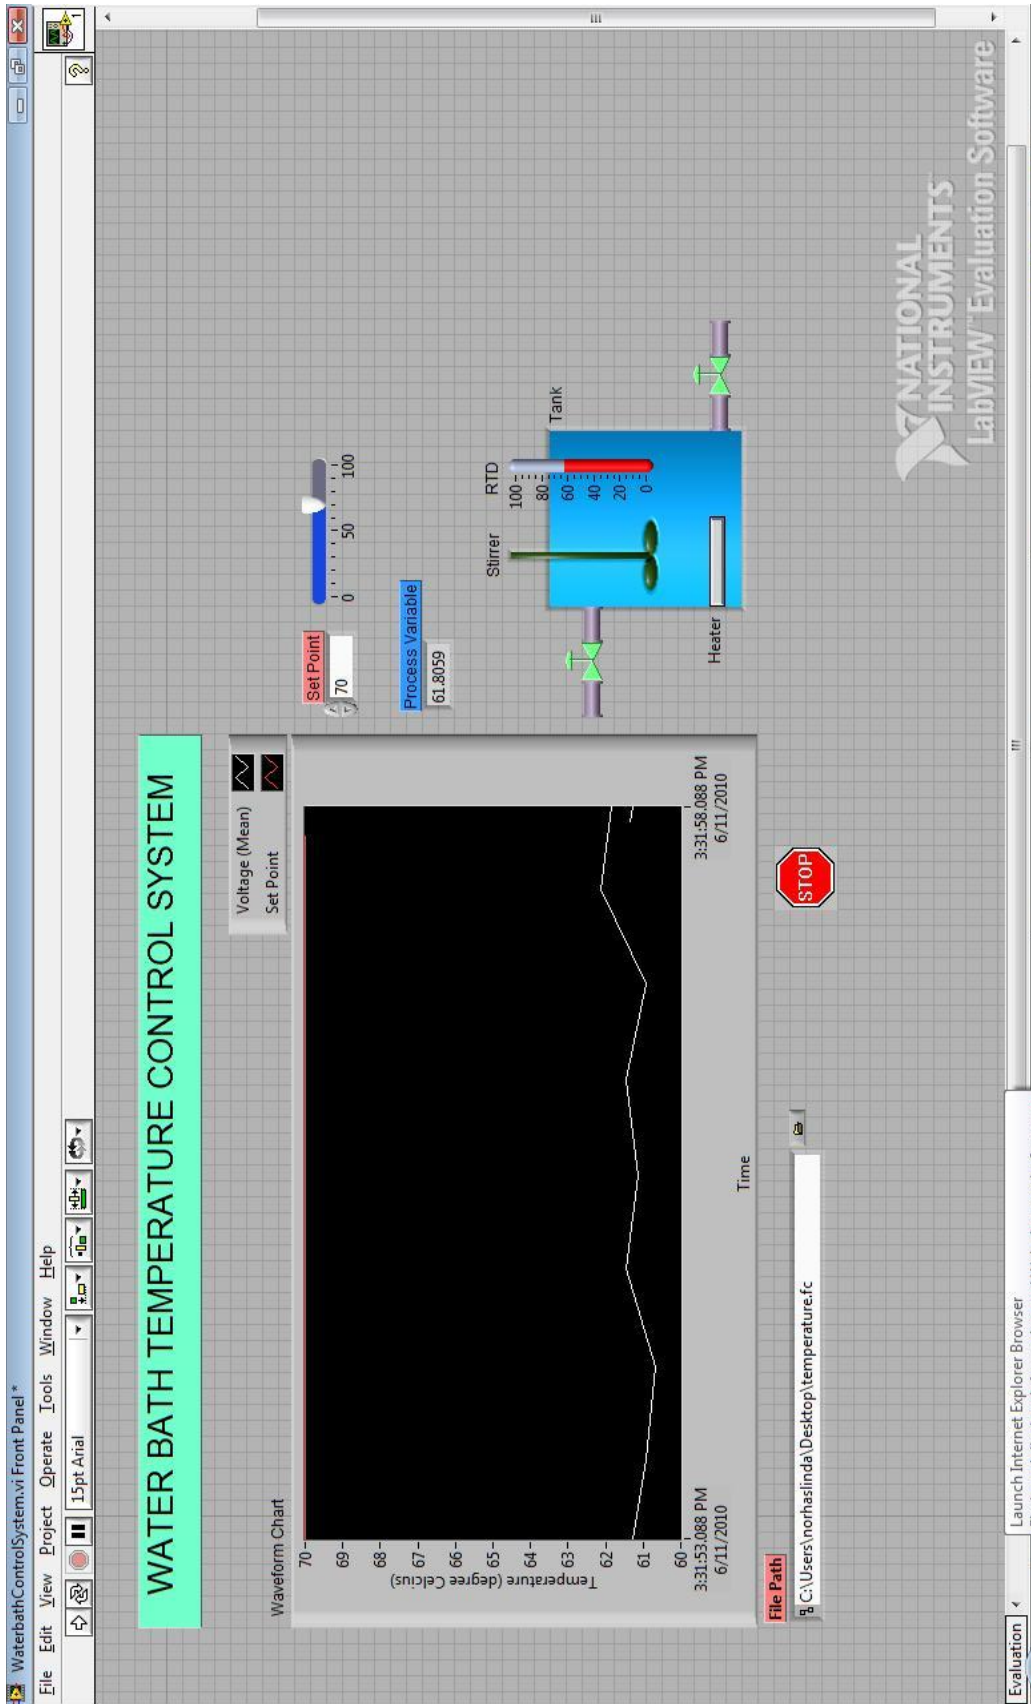 WaterbathControlSystem.vi Front Panel *
File Edit View Project Operate Tools Window Help
15pt Arial
1
?
WATER BATH TEMPERATURE CONTROL SYSTEM
Waveform Chart
Voltage (Mean)
Set Point
70
69
68
67
66
65
64
63
62
61
60
Temperature (degree Celcius)
3:31:53.088 PM
6/11/2010
3:31:58.088 PM
6/11/2010
Time
Set Point
70
0 50 100
Process Variable
61.8059
Stirrer
RTD
100
80
60
40
20
0
Tank
Heater
File Path
C:\Users\norhaslinda\Desktop\temperature.fc
STOP
NATIONAL
INSTRUMENTS
LabVIEW™ Evaluation Software
Evaluation
Launch Internet Explorer Browser